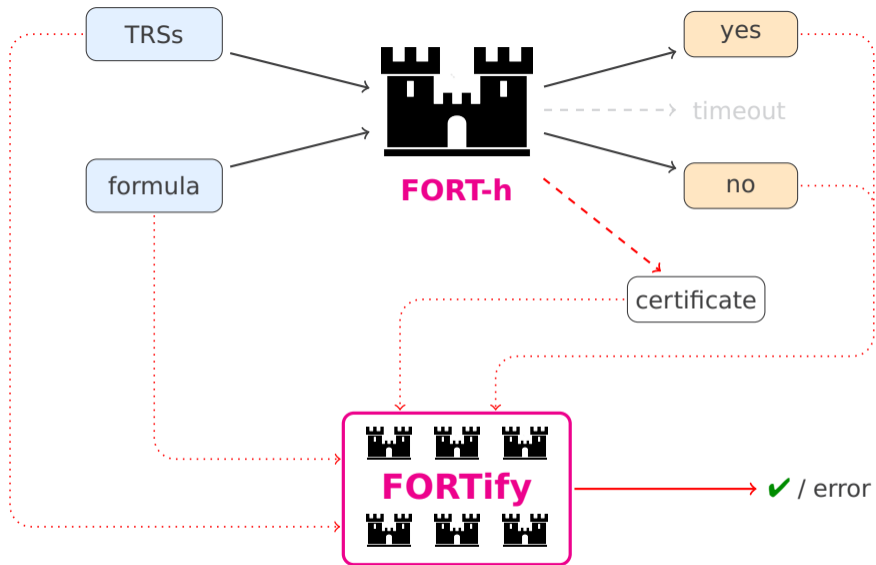 TRSs
yes
timeout
formula
FORT-h
no
certificate
FORTify
✔ / error